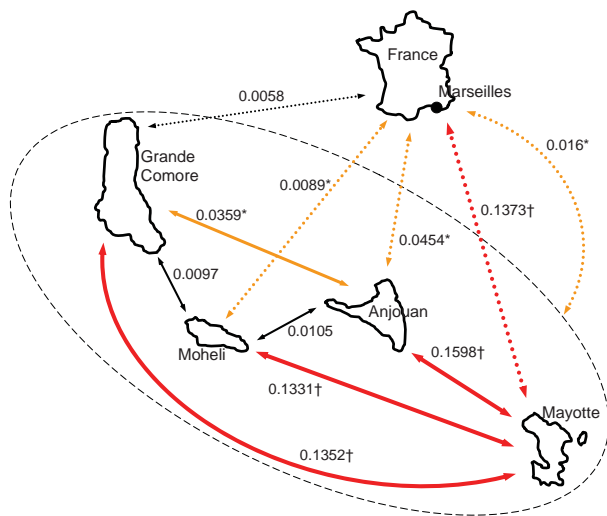 France
Marseilles
0.0058
0.016*
Grande
Comore
0.0089*
0.1373†
0.0359*
0.0454*
0.0097
Anjouan
0.0105
Moheli
0.1598†
0.1331†
Mayotte
0.1352†